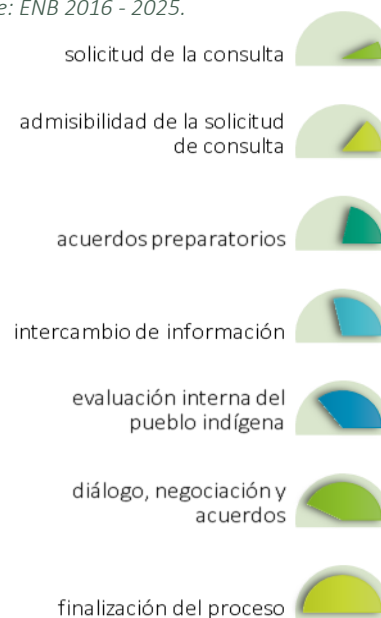 e: ENB 2016 - 2025.
solicitud de la consulta
admisibilidad de la solicitud
de consulta
acuerdos preparatorios
intercambio de información
evaluación interna del
pueblo indígena
diálogo, negociación y
acuerdos
finalización del proceso